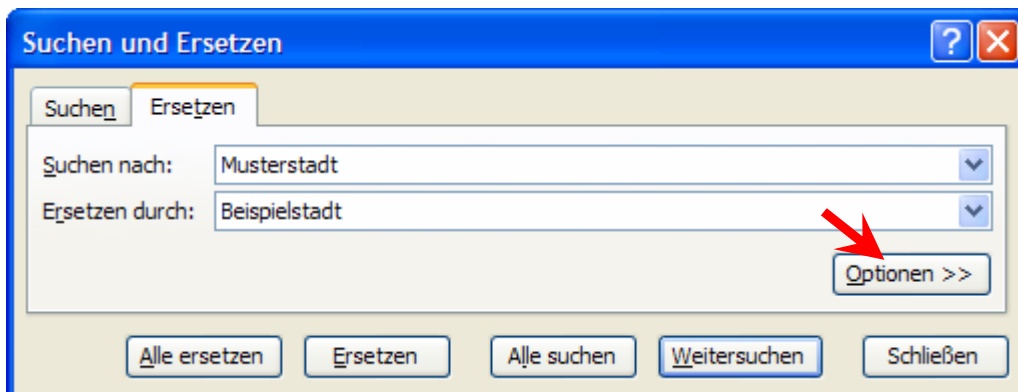 Suchen und Ersetzen ?
Suchen Ersetzen
Suchen nach: Musterstadt
Ersetzen durch: Beispielstadt
Optionen >>
Alle ersetzen Ersetzen Alle suchen Weitersuchen Schließen